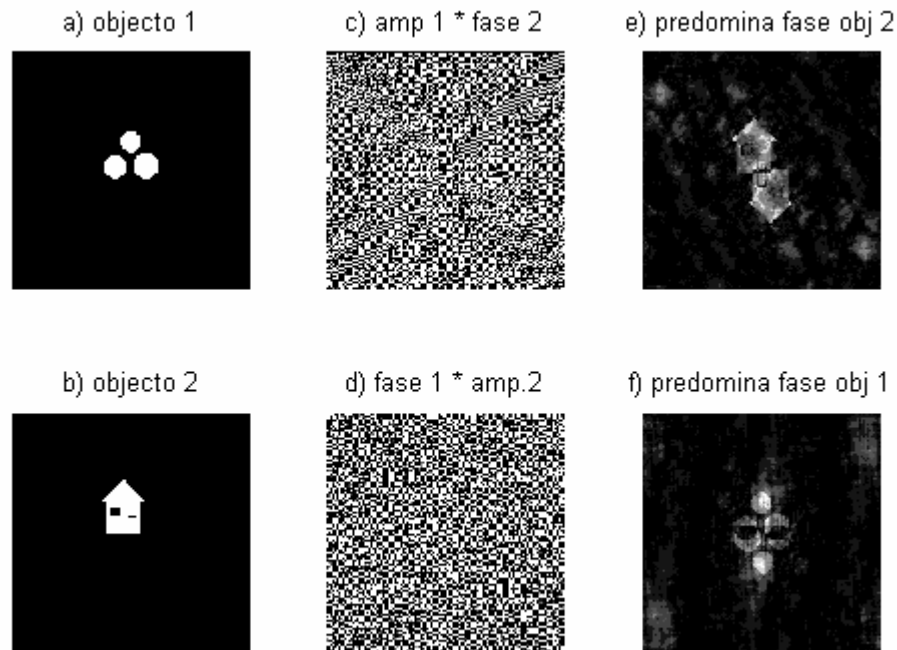 a) objecto 1
c) amp 1 * fase 2
e) predomina fase obj 2
b) objecto 2
d) fase 1 * amp.2
f) predomina fase obj 1